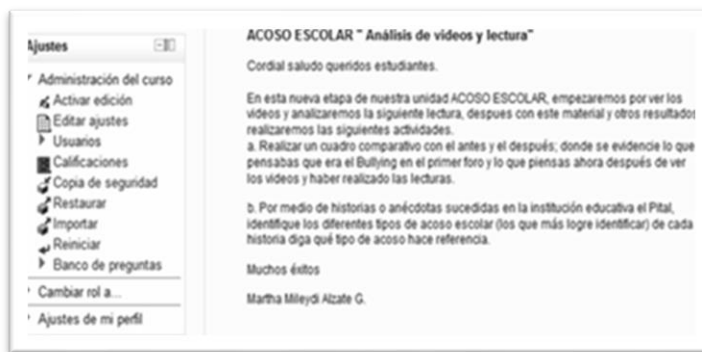 Ajustes
Administración del curso
Activar edición
Editar ajustes
Usuarios
Calificaciones
Copia de seguridad
Restaurar
Importar
Reiniciar
Banco de preguntas
Cambiar rol a...
Ajustes de mi perfil
ACOSO ESCOLAR " Análisis de videos y lectura"
Cordial saludo queridos estudiantes.
En esta nueva etapa de nuestra unidad ACOSO ESCOLAR, empezaremos por ver los
videos y analizaremos la siguiente lectura, despues con este material y otros resultados
realizaremos las siguientes actividades.
a. Realizar un cuadro comparativo con el antes y el después; donde se evidencie lo que
pensabas que era el Bullying en el primer foro y lo que piensas ahora después de ver
los videos y haber realizado las lecturas.
b. Por medio de historias o anécdotas sucedidas en la institución educativa el Pital,
identifique los diferentes tipos de acoso escolar (los que más logre identificar) de cada
historia diga qué tipo de acoso hace referencia.
Muchos éxitos
Martha Mileydi Alzate G.